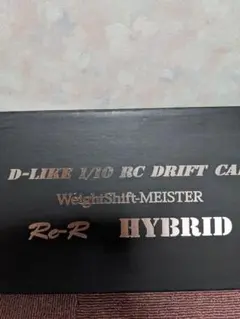 D-LIKE 1/10 RC DRIFT CA
WeightShift-MEISTER
Re-R HYBRID